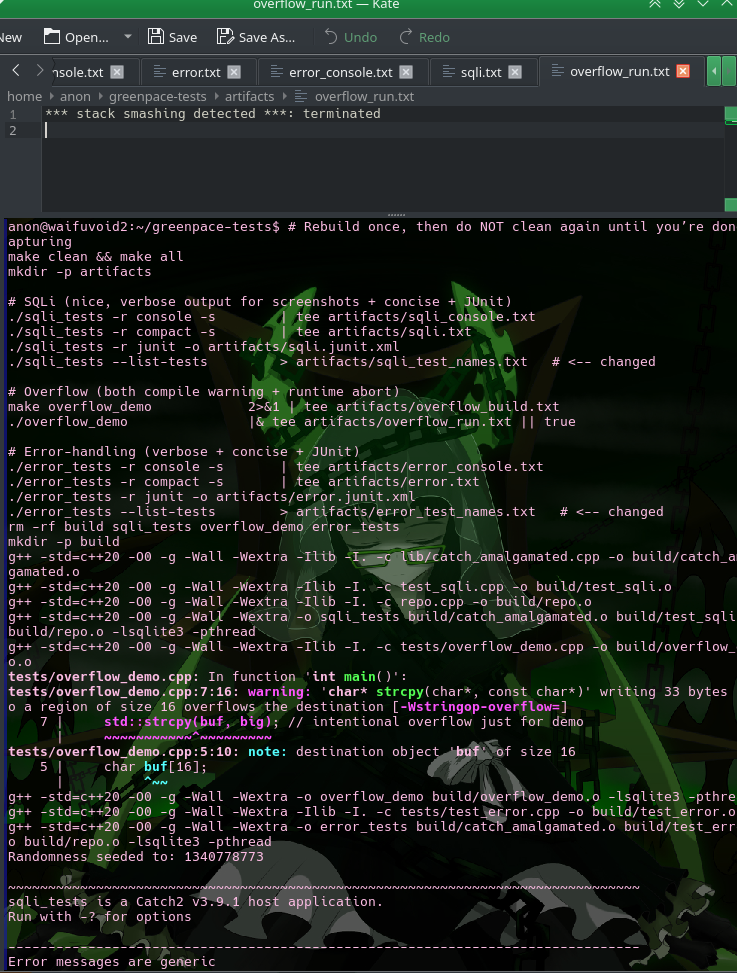 overflow_run.txt — Kate
New Open... Save Save As... Undo Redo
nsole.txt error.txt error_console.txt sqli.txt overflow_run.txt
home anon greenpace-tests artifacts overflow_run.txt
1 *** stack smashing detected ***: terminated
2
anon@waifuvoid2:~/greenpace-tests$ # Rebuild once, then do NOT clean again until you’re don
apturing
make clean && make all
mkdir -p artifacts
# SQLi (nice, verbose output for screenshots + concise + JUnit)
./sqli_tests -r console -s | tee artifacts/sqli_console.txt
./sqli_tests -r compact -s | tee artifacts/sqli.txt
./sqli_tests -r junit -o artifacts/sqli.junit.xml
./sqli_tests --list-tests > artifacts/sqli_test_names.txt # <-- changed
# Overflow (both compile warning + runtime abort)
make overflow_demo 2>&1 | tee artifacts/overflow_build.txt
./overflow_demo |& tee artifacts/overflow_run.txt || true
# Error-handling (verbose + concise + JUnit)
./error_tests -r console -s | tee artifacts/error_console.txt
./error_tests -r compact -s | tee artifacts/error.txt
./error_tests -r junit -o artifacts/error.junit.xml
./error_tests --list-tests > artifacts/error_test_names.txt # <-- changed
rm -rf build sqli_tests overflow_demo error_tests
mkdir -p build
g++ -std=c++20 -O0 -g -Wall -Wextra -Ilib -I. -c lib/catch_amalgamated.cpp -o build/catch_a
gamated.o
g++ -std=c++20 -O0 -g -Wall -Wextra -Ilib -I. -c test_sqli.cpp -o build/test_sqli.o
g++ -std=c++20 -O0 -g -Wall -Wextra -Ilib -I. -c repo.cpp -o build/repo.o
g++ -std=c++20 -O0 -g -Wall -Wextra -o sqli_tests build/catch_amalgamated.o build/test_sqli
build/repo.o -lsqlite3 -pthread
g++ -std=c++20 -O0 -g -Wall -Wextra -Ilib -I. -c tests/overflow_demo.cpp -o build/overflow_
o.o
tests/overflow_demo.cpp: In function 'int main()':
tests/overflow_demo.cpp:7:16: warning: 'char* strcpy(char*, const char*)' writing 33 bytes
o a region of size 16 overflows the destination [-Wstringop-overflow=]
7 | std::strcpy(buf, big); // intentional overflow just for demo
| ~~~~~~~~~~~^~~~~~~~~~
tests/overflow_demo.cpp:5:10: note: destination object 'buf' of size 16
5 | char buf[16];
| ^~~
g++ -std=c++20 -O0 -g -Wall -Wextra -o overflow_demo build/overflow_demo.o -lsqlite3 -pthre
g++ -std=c++20 -O0 -g -Wall -Wextra -Ilib -I. -c tests/test_error.cpp -o build/test_error.o
g++ -std=c++20 -O0 -g -Wall -Wextra -o error_tests build/catch_amalgamated.o build/test_err
o build/repo.o -lsqlite3 -pthread
Randomness seeded to: 1340778773
~~~~~~~~~~~~~~~~~~~~~~~~~~~~~~~~~~~~~~~~~~~~~~~~~~~~~~~~~~~~~~~~~~~~~~~~~~~~~~~
sqli_tests is a Catch2 v3.9.1 host application.
Run with -? for options
-------------------------------------------------------------------------------
Error messages are generic